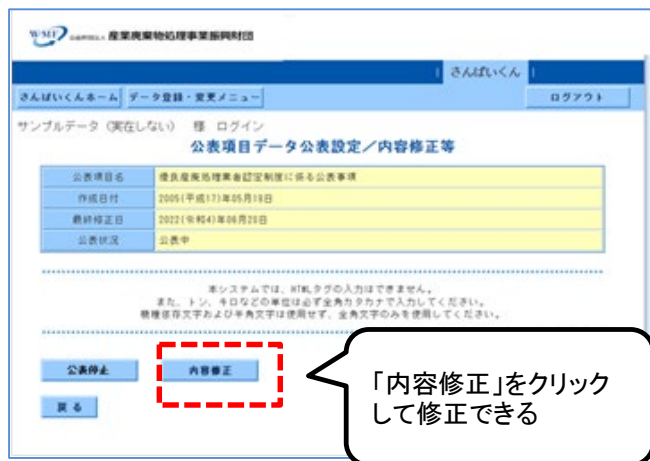 公益財団法人 産業廃棄物処理事業振興財団
さんぱいくん
さんぱいくんホーム データ登録・変更メニュー ログアウト
サンプルデータ（実在しない） 様 ログイン
公表項目データ公表設定／内容修正等
公表項目名 優良産廃処理業者認定制度に係る公表事項
作成日付 2005(平成17)年05月18日
最終修正日 2022(令和4)年06月28日
公表状況 公表中
本システムでは、HTMLタグの入力はできません。
また、トン、キロなどの単位は必ず全角カタカナで入力してください。
機種依存文字および半角文字は使用せず、全角文字のみを使用してください。
公表停止 内容修正
戻る
「内容修正」をクリック
して修正できる